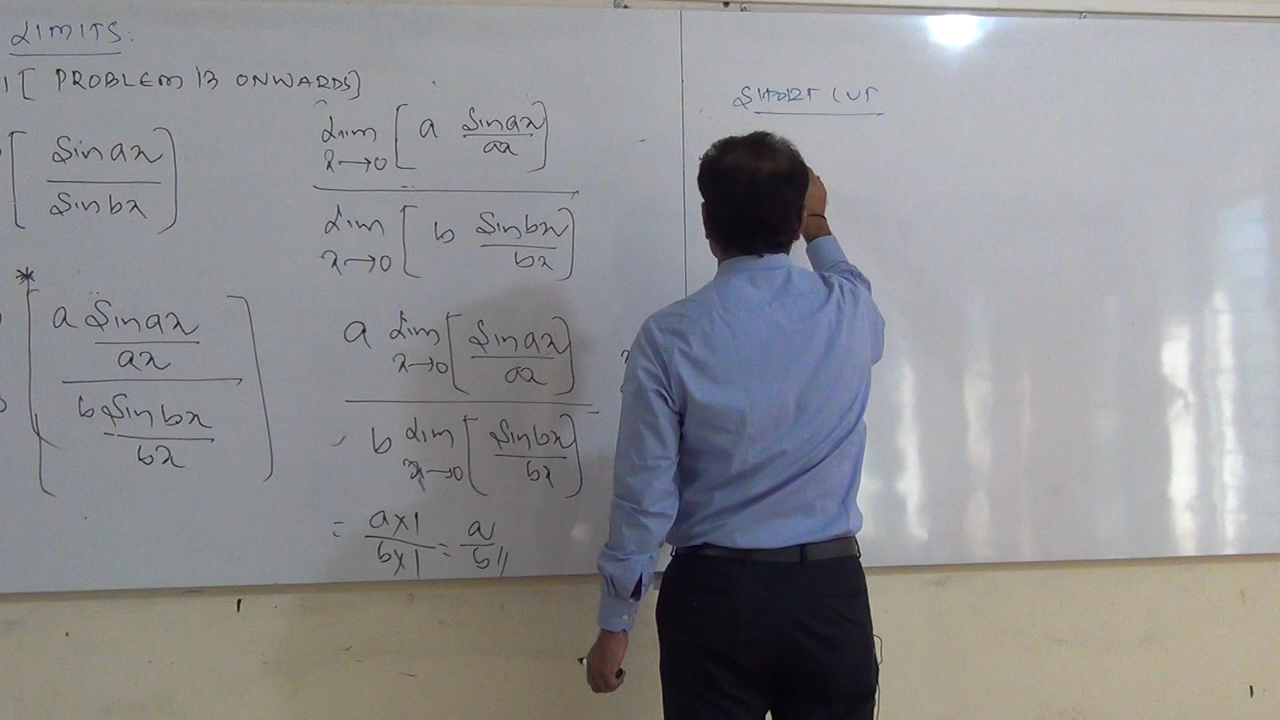 LIMITS:
1 [ PROBLEM 13 ONWARDS]
[ Sin ax
Sin bx ]
*
[ a Sin ax
ax
b Sin bx
bx ]
Lim x→0 [ a Sin ax
ax ]
Lim x→0 [ b Sin bx
bx ]
a Lim x→0 [ Sin ax
ax ]
b Lim x→0 [ Sin bx
bx ]
= a×1 = a
b×1 b //
SHORT CUT